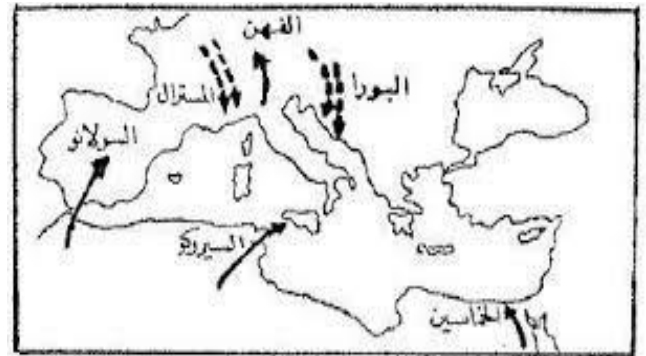 الفهن
المسترال
البورا
السولانو
السيروكو
الخماسين